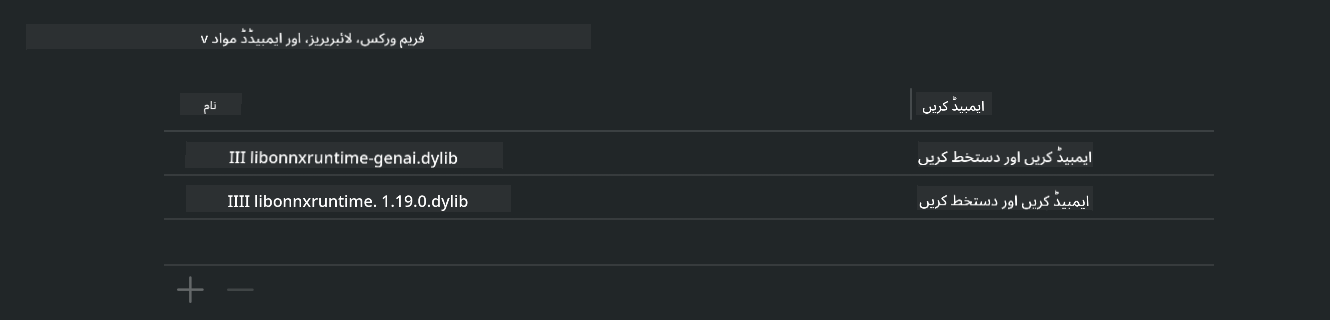 فریم ورکس، لائبریریز، اور ایمبیڈڈ مواد v
نام
ایمبیڈ کریں
III libonnxruntime-genai.dylib
ایمبیڈ کریں اور دستخط کریں
IIII libonnxruntime. 1.19.0.dylib
ایمبیڈ کریں اور دستخط کریں